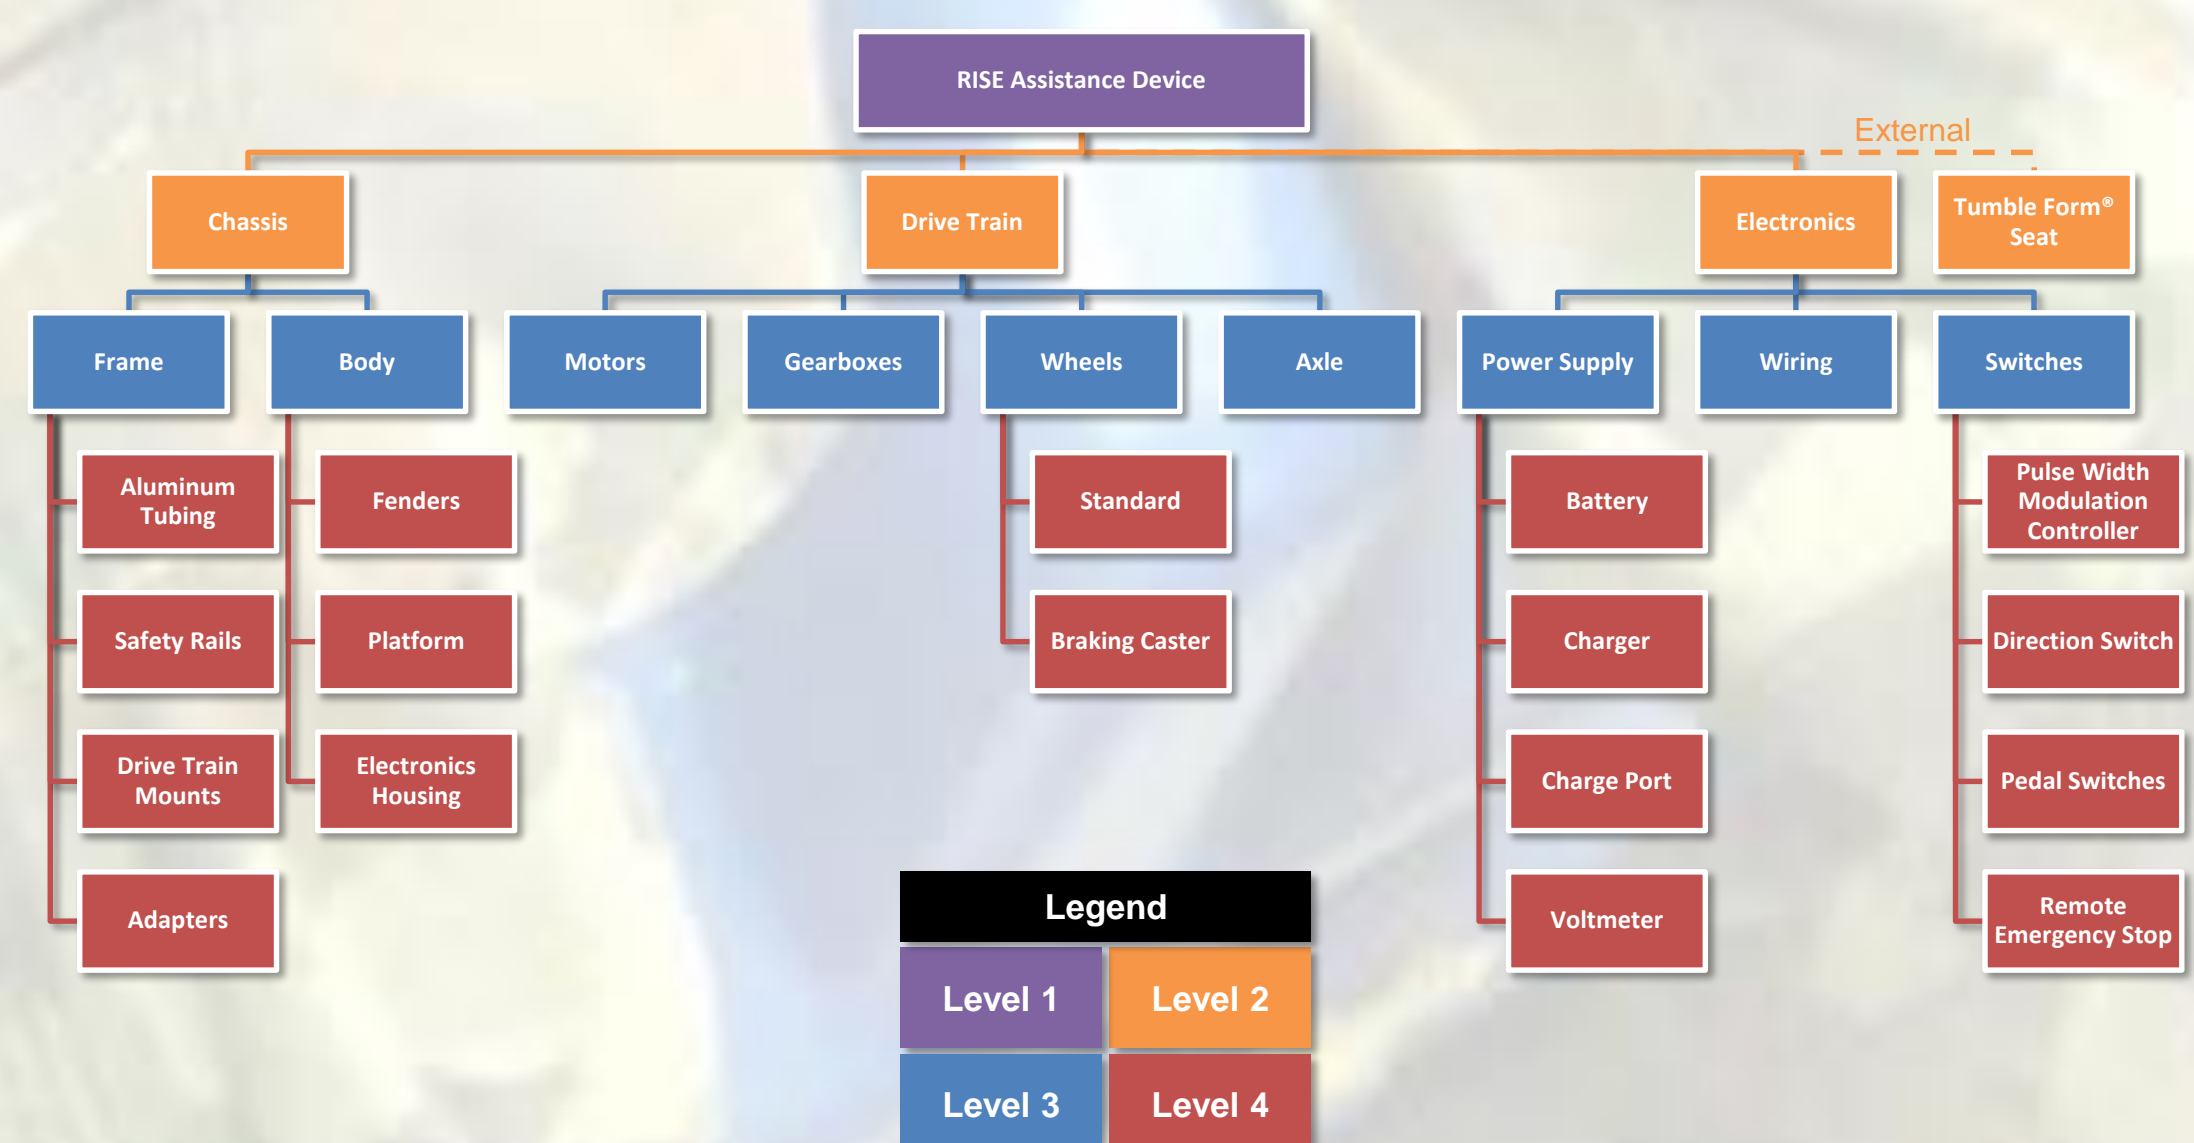 RISE Assistance Device
External
Chassis
Drive Train
Electronics
Tumble Form®
Seat
Frame
Body
Motors
Gearboxes
Wheels
Axle
Power Supply
Wiring
Switches
Aluminum
Tubing
Fenders
Standard
Battery
Pulse Width
Modulation
Controller
Safety Rails
Platform
Braking Caster
Charger
Direction Switch
Drive Train
Mounts
Electronics
Housing
Charge Port
Pedal Switches
Adapters
Voltmeter
Remote
Emergency Stop
Legend
Level 1
Level 2
Level 3
Level 4